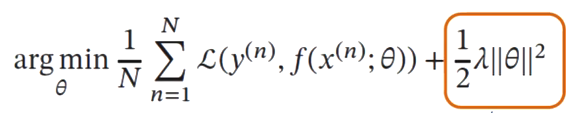 arg min_θ 1/N ∑_{n=1}^{N} ℒ(y^{(n)}, f(x^{(n)}; θ)) + 1/2 λ||θ||²